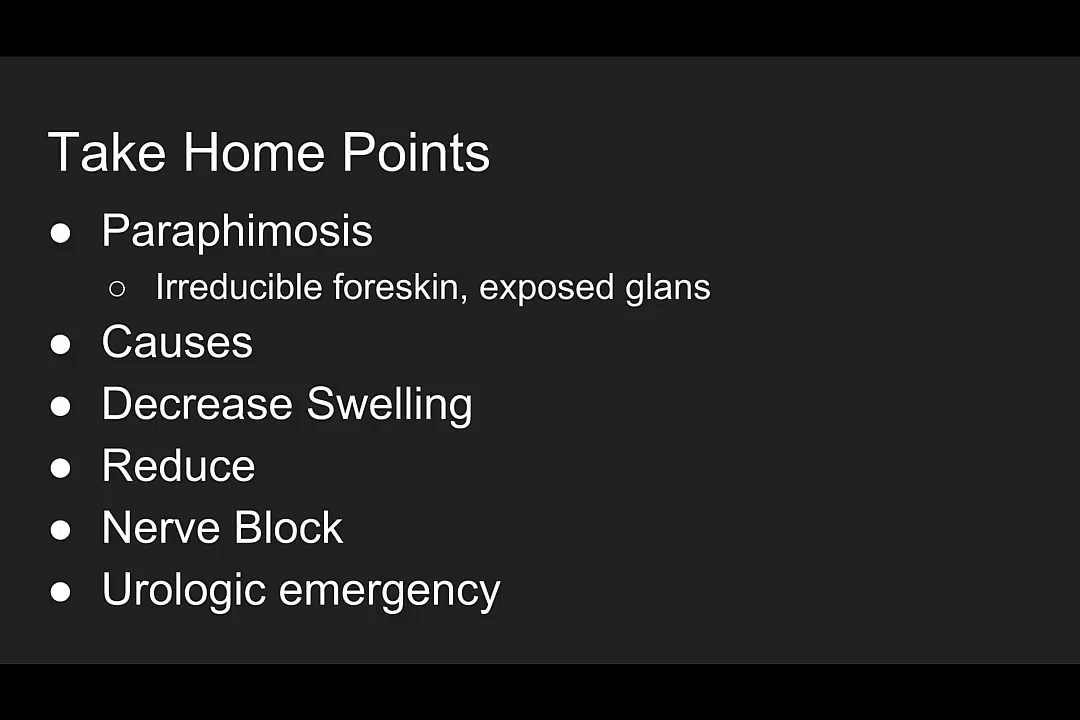 Take Home Points
● Paraphimosis
○ Irreducible foreskin, exposed glans
● Causes
● Decrease Swelling
● Reduce
● Nerve Block
● Urologic emergency